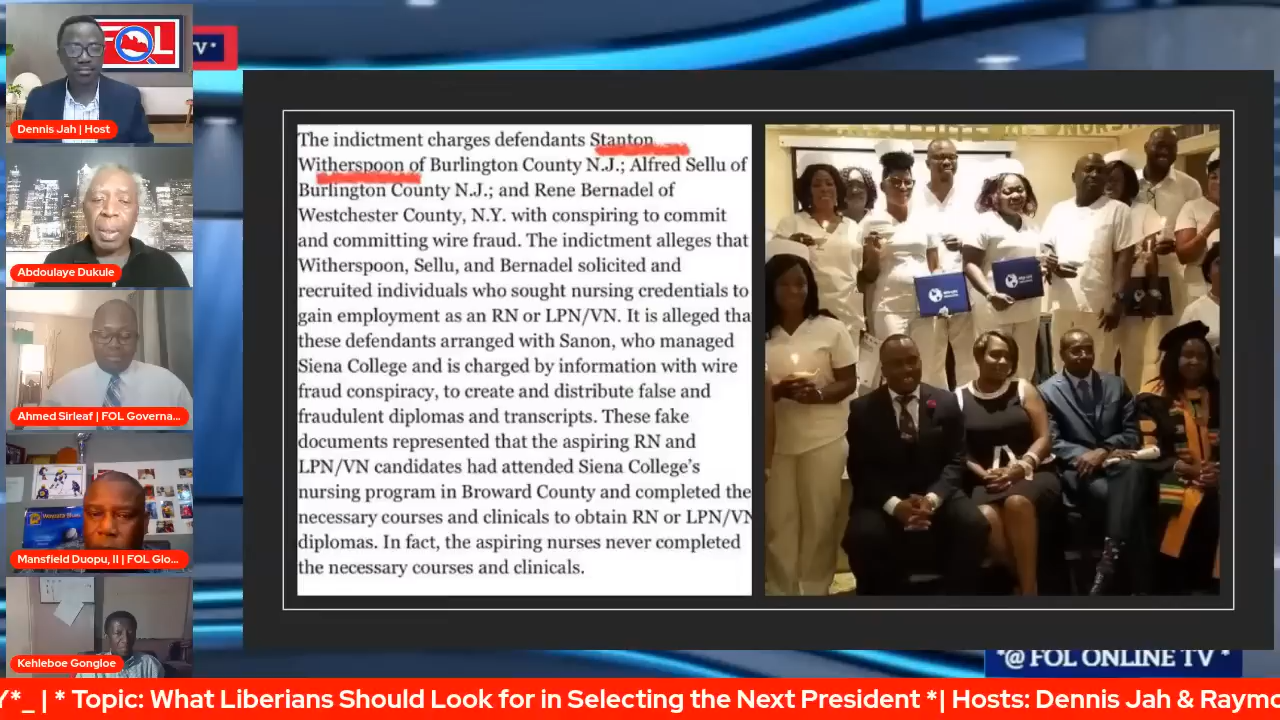 FOL
TV*
Dennis Jah | Host
Abdoulaye Dukule
Ahmed Sirleaf | FOL Governa...
Mansfield Duopu, II | FOL Glo...
Kehleboe Gongloe
The indictment charges defendants Stanton
Witherspoon of Burlington County N.J.; Alfred Sellu of
Burlington County N.J.; and Rene Bernadel of
Westchester County, N.Y. with conspiring to commit
and committing wire fraud. The indictment alleges that
Witherspoon, Sellu, and Bernadel solicited and
recruited individuals who sought nursing credentials to
gain employment as an RN or LPN/VN. It is alleged tha
these defendants arranged with Sanon, who managed
Siena College and is charged by information with wire
fraud conspiracy, to create and distribute false and
fraudulent diplomas and transcripts. These fake
documents represented that the aspiring RN and
LPN/VN candidates had attended Siena College's
nursing program in Broward County and completed the
necessary courses and clinicals to obtain RN or LPN/VN
diplomas. In fact, the aspiring nurses never completed
the necessary courses and clinicals.
*@ FOL ONLINE TV *
Y*_ | * Topic: What Liberians Should Look for in Selecting the Next President *| Hosts: Dennis Jah & Raymo